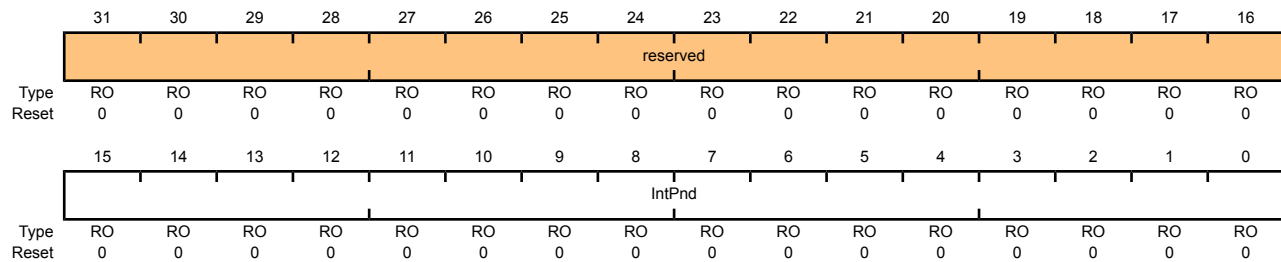 31 30 29 28 27 26 25 24 23 22 21 20 19 18 17 16
reserved
Type RO RO RO RO RO RO RO RO RO RO RO RO RO RO RO RO
Reset 0 0 0 0 0 0 0 0 0 0 0 0 0 0 0 0
15 14 13 12 11 10 9 8 7 6 5 4 3 2 1 0
IntPnd
Type RO RO RO RO RO RO RO RO RO RO RO RO RO RO RO RO
Reset 0 0 0 0 0 0 0 0 0 0 0 0 0 0 0 0